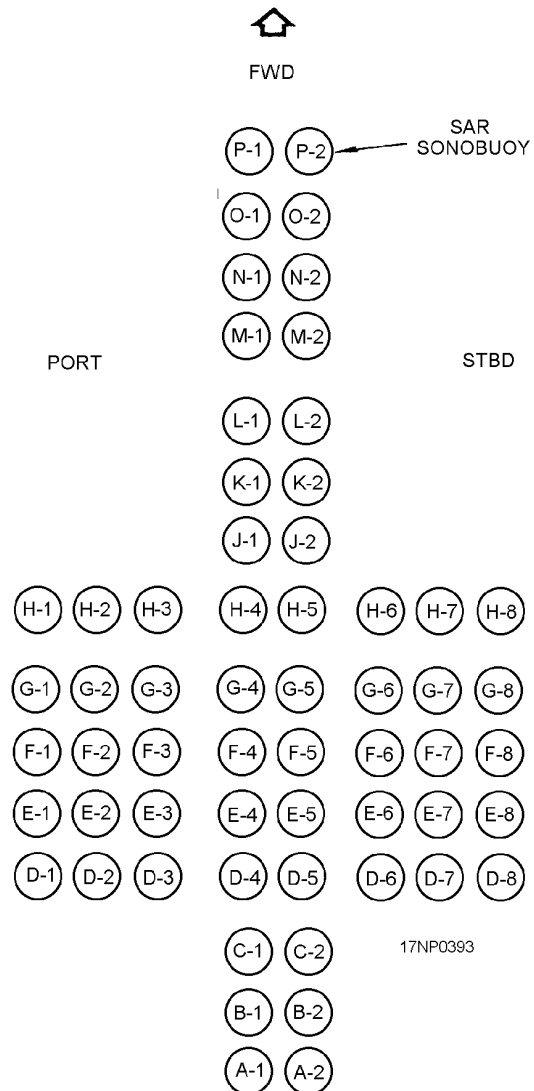 FWD
SAR
SONOBUOY
P-1 P-2
O-1 O-2
N-1 N-2
M-1 M-2
PORT
STBD
L-1 L-2
K-1 K-2
J-1 J-2
H-1 H-2 H-3 H-4 H-5 H-6 H-7 H-8
G-1 G-2 G-3 G-4 G-5 G-6 G-7 G-8
F-1 F-2 F-3 F-4 F-5 F-6 F-7 F-8
E-1 E-2 E-3 E-4 E-5 E-6 E-7 E-8
D-1 D-2 D-3 D-4 D-5 D-6 D-7 D-8
C-1 C-2
17NP0393
B-1 B-2
A-1 A-2